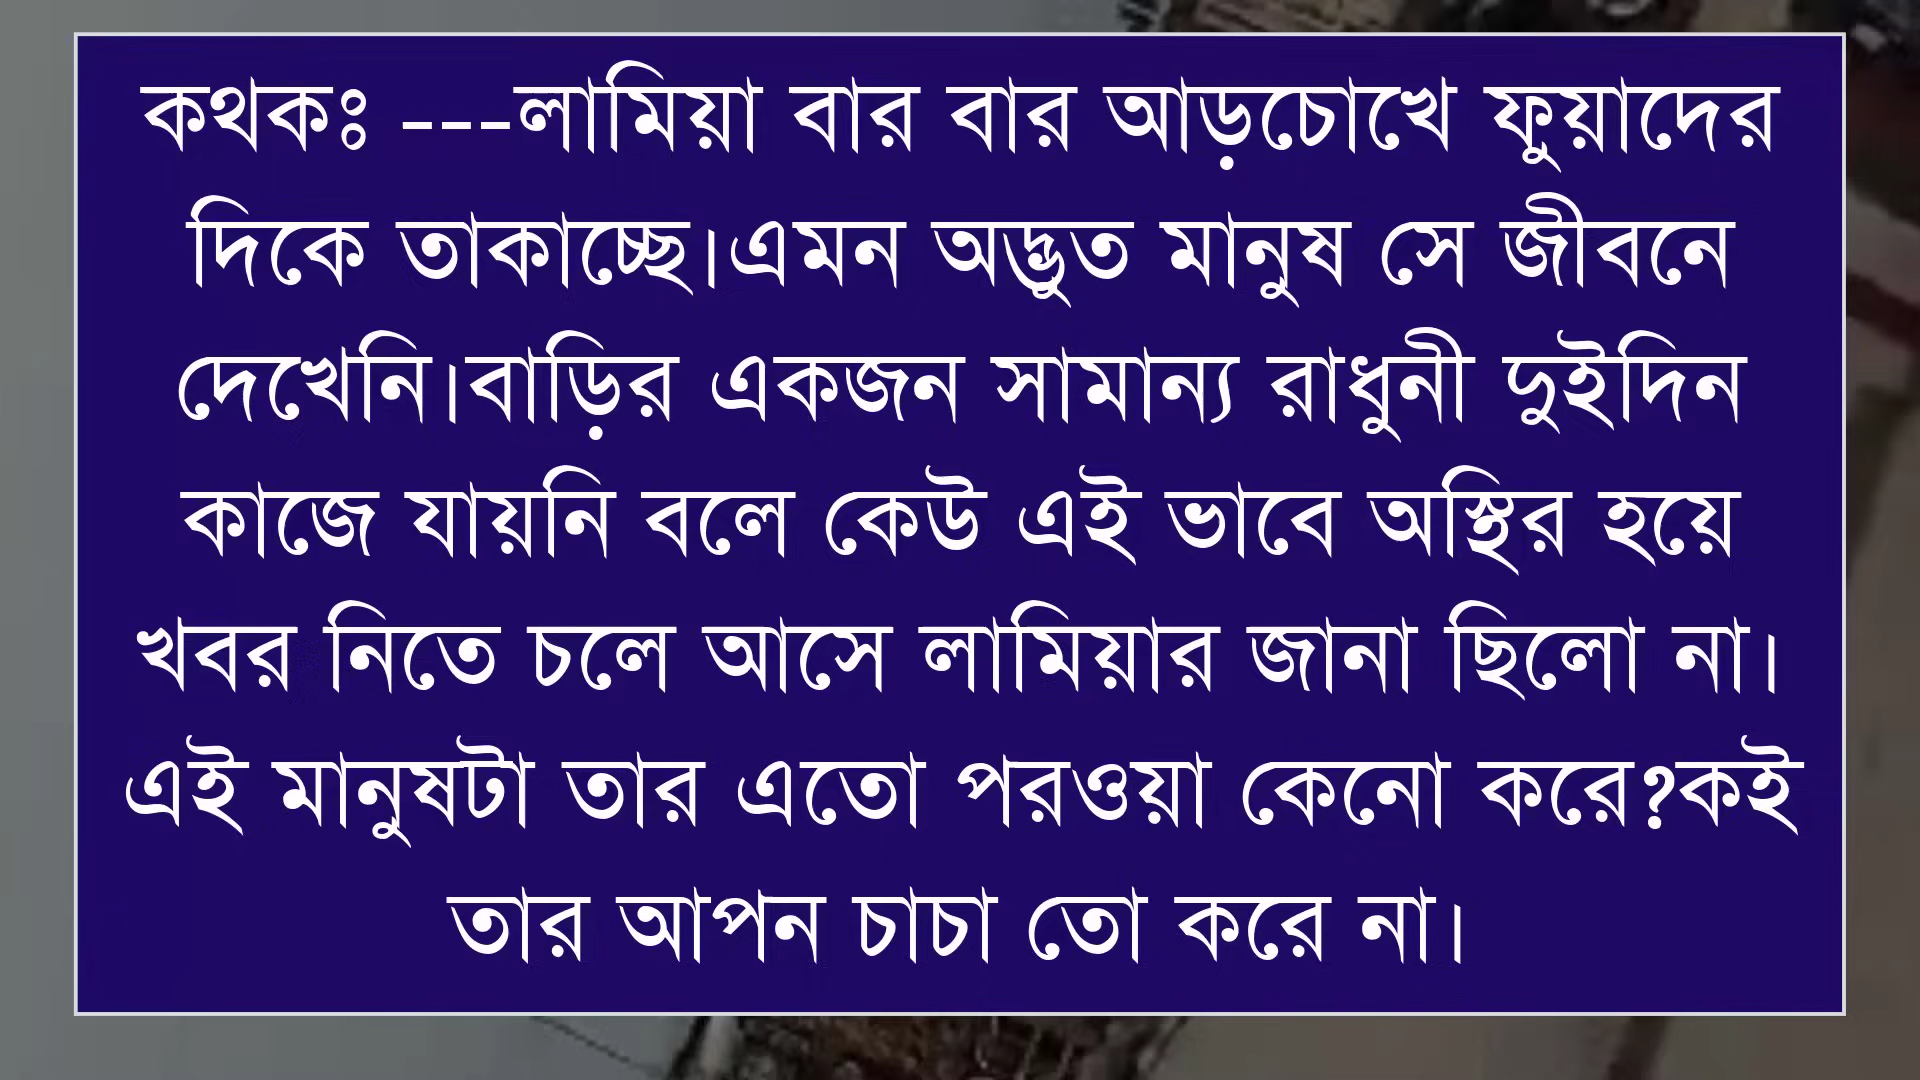 কথকঃ ---লামিয়া বার বার আড়চোখে ফুয়াদের
দিকে তাকাচ্ছে।এমন অদ্ভুত মানুষ সে জীবনে
দেখেনি।বাড়ির একজন সামান্য রাধুনী দুইদিন
কাজে যায়নি বলে কেউ এই ভাবে অস্থির হয়ে
খবর নিতে চলে আসে লামিয়ার জানা ছিলো না।
এই মানুষটা তার এতো পরওয়া কেনো করে?কই
তার আপন চাচা তো করে না।